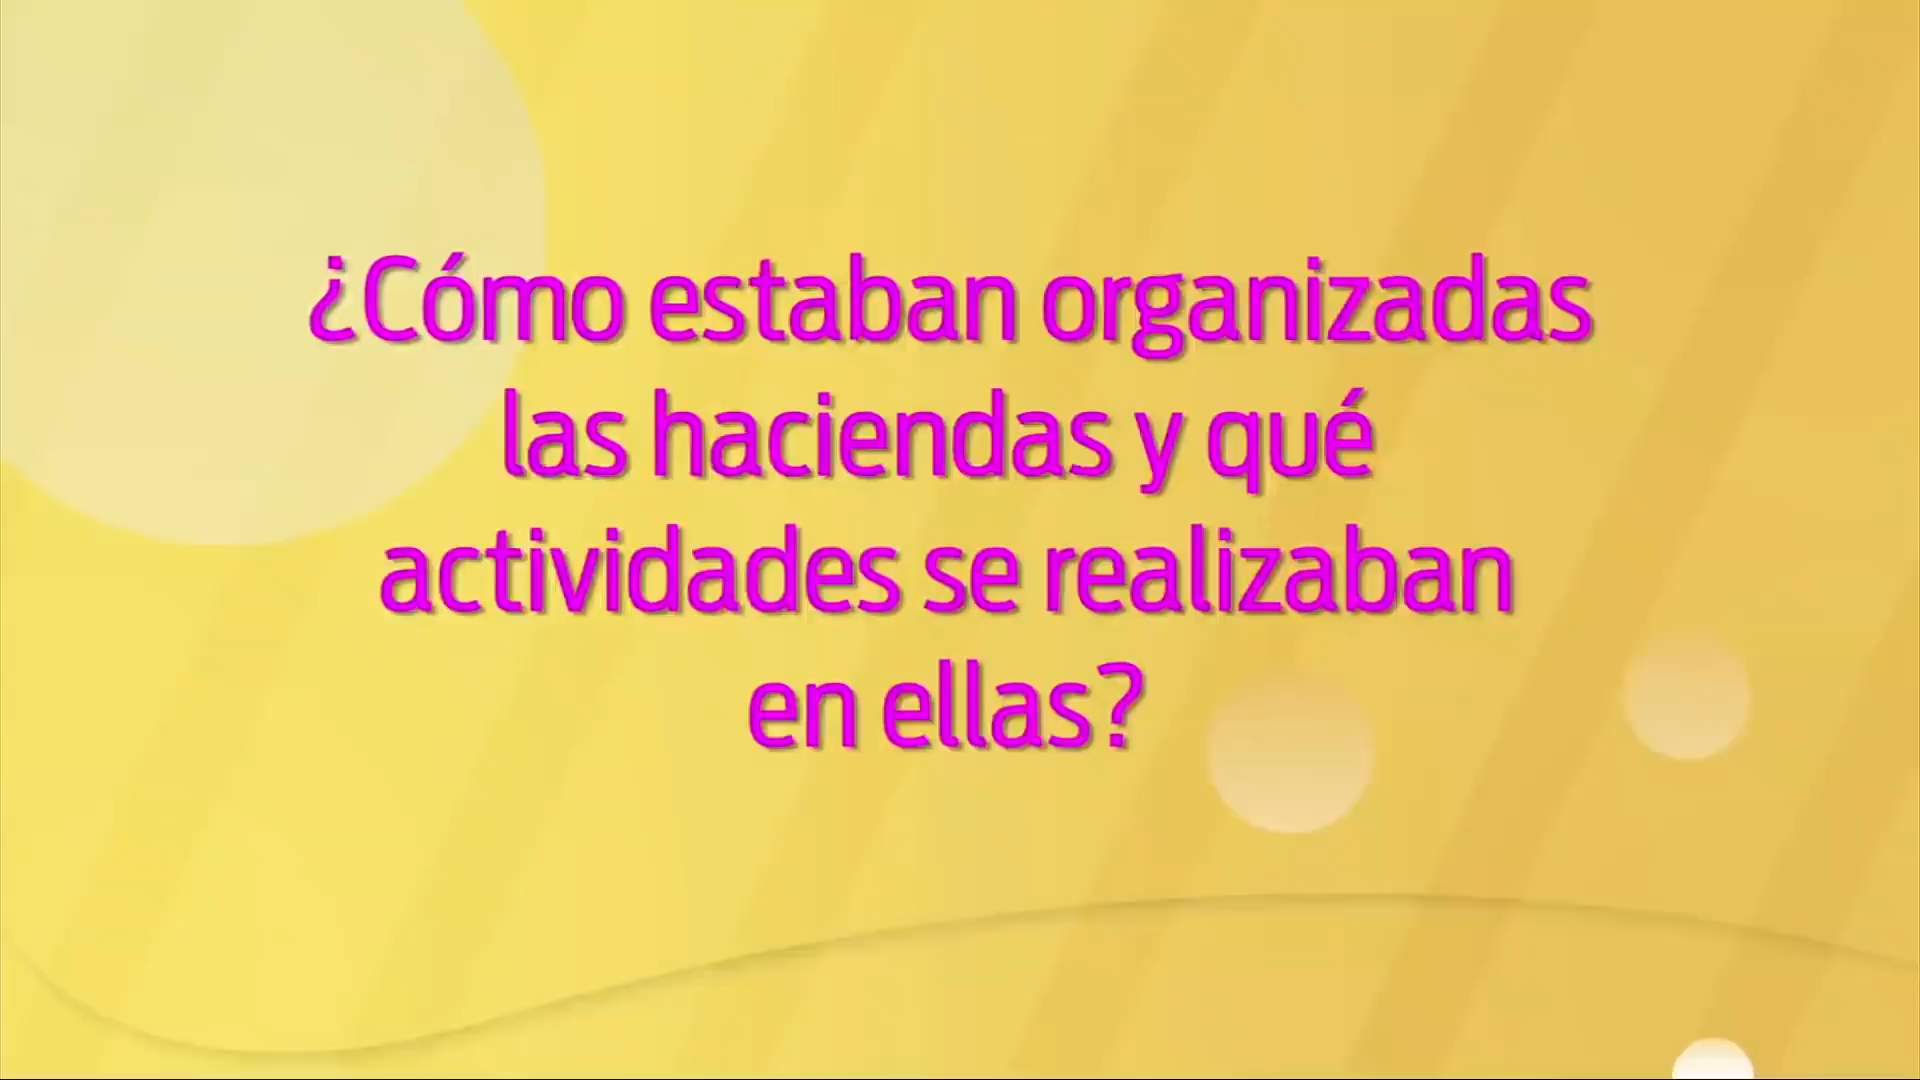 ¿Cómo estaban organizadas
las haciendas y qué
actividades se realizaban
en ellas?